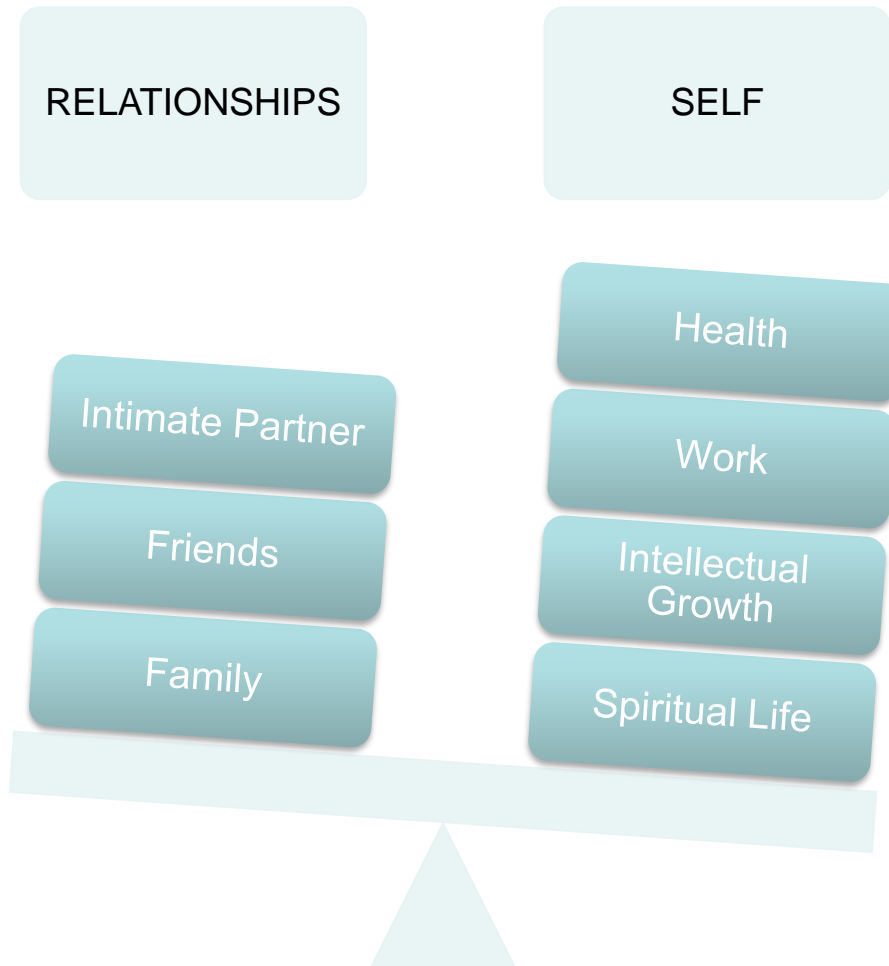 RELATIONSHIPS
SELF
Intimate Partner
Friends
Family
Health
Work
Intellectual
Growth
Spiritual Life